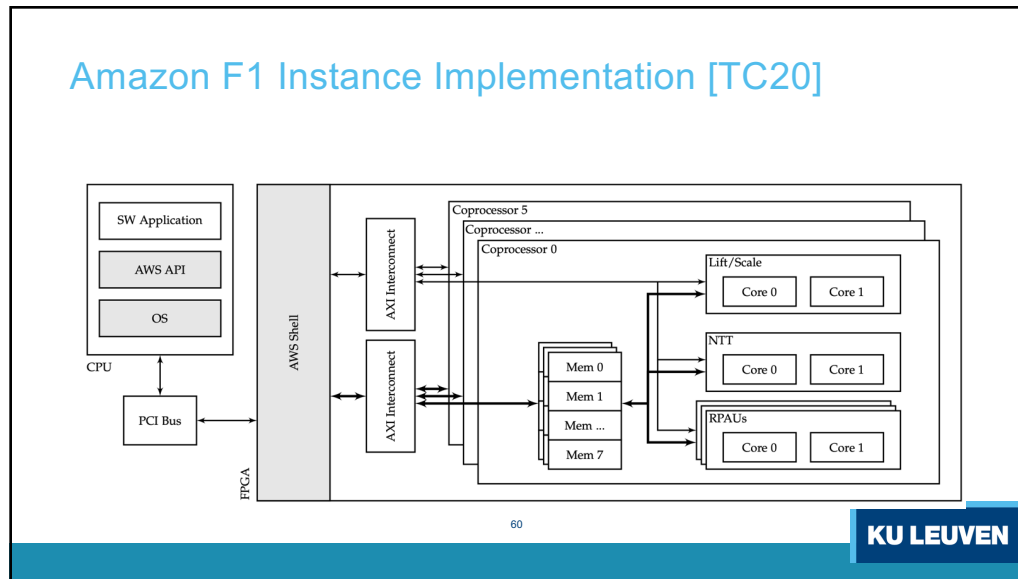 Amazon F1 Instance Implementation [TC20]
SW Application
AWS API
OS
CPU
PCI Bus
FPGA
AWS Shell
AXI Interconnect
AXI Interconnect
Coprocessor 5
Coprocessor ...
Coprocessor 0
Mem 0
Mem 1
Mem ...
Mem 7
Lift/Scale
Core 0
Core 1
NTT
Core 0
Core 1
RPAUs
Core 0
Core 1
60
KU LEUVEN